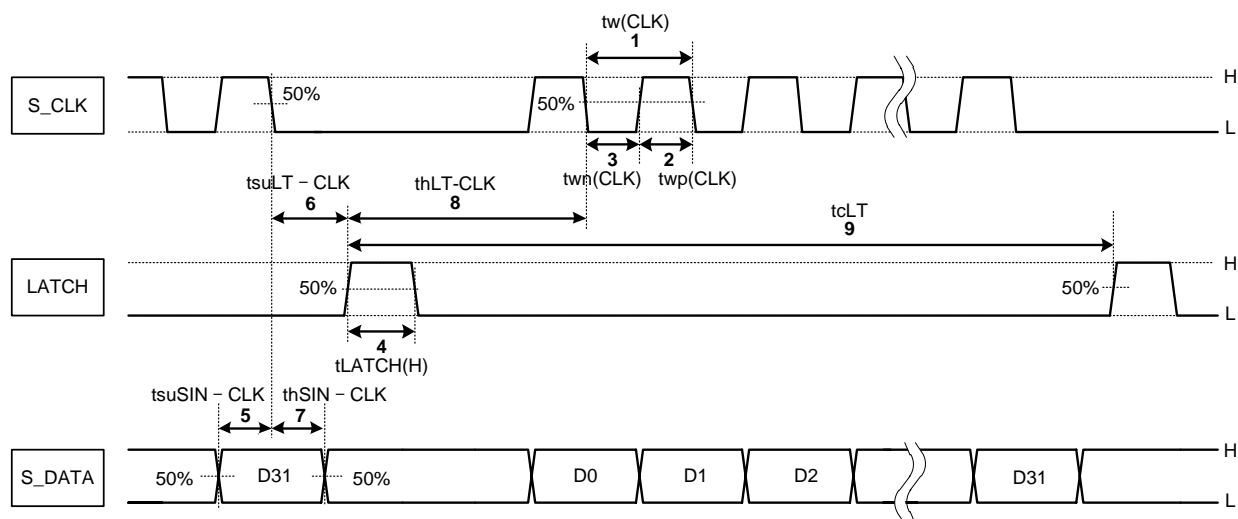 tw(CLK)
1
S_CLK
50%
50%
H
L
3
2
twn(CLK)
twp(CLK)
tsuLT – CLK
6
thLT-CLK
8
tcLT
9
LATCH
50%
50%
H
L
4
tLATCH(H)
tsuSIN – CLK
5
thSIN – CLK
7
S_DATA
50%
D31
50%
D0
D1
D2
D31
H
L